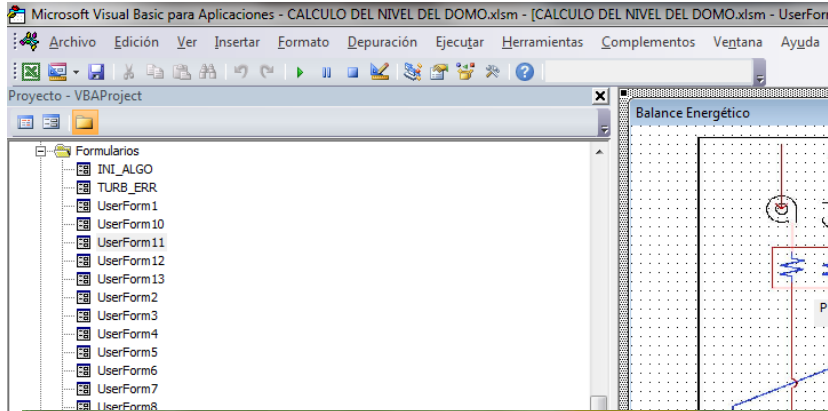 Microsoft Visual Basic para Aplicaciones - CALCULO DEL NIVEL DEL DOMO.xlsm - [CALCULO DEL NIVEL DEL DOMO.xlsm - UserForm
Archivo Edición Ver Insertar Formato Depuración Ejecutar Herramientas Complementos Ventana Ayuda
Proyecto - VBAProject
Balance Energético
Formularios
INI_ALGO
TURB_ERR
UserForm1
UserForm10
UserForm11
UserForm12
UserForm13
UserForm2
UserForm3
P
UserForm4
UserForm5
UserForm6
UserForm7
UserForm8